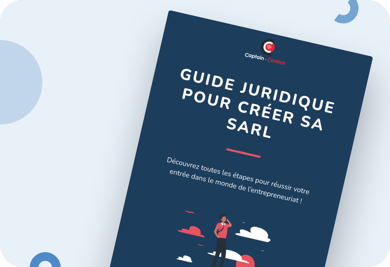 Captain Contrat
GUIDE JURIDIQUE
POUR CRÉER SA
SARL
Découvrez toutes les étapes pour réussir votre
entrée dans le monde de l'entrepreneuriat !